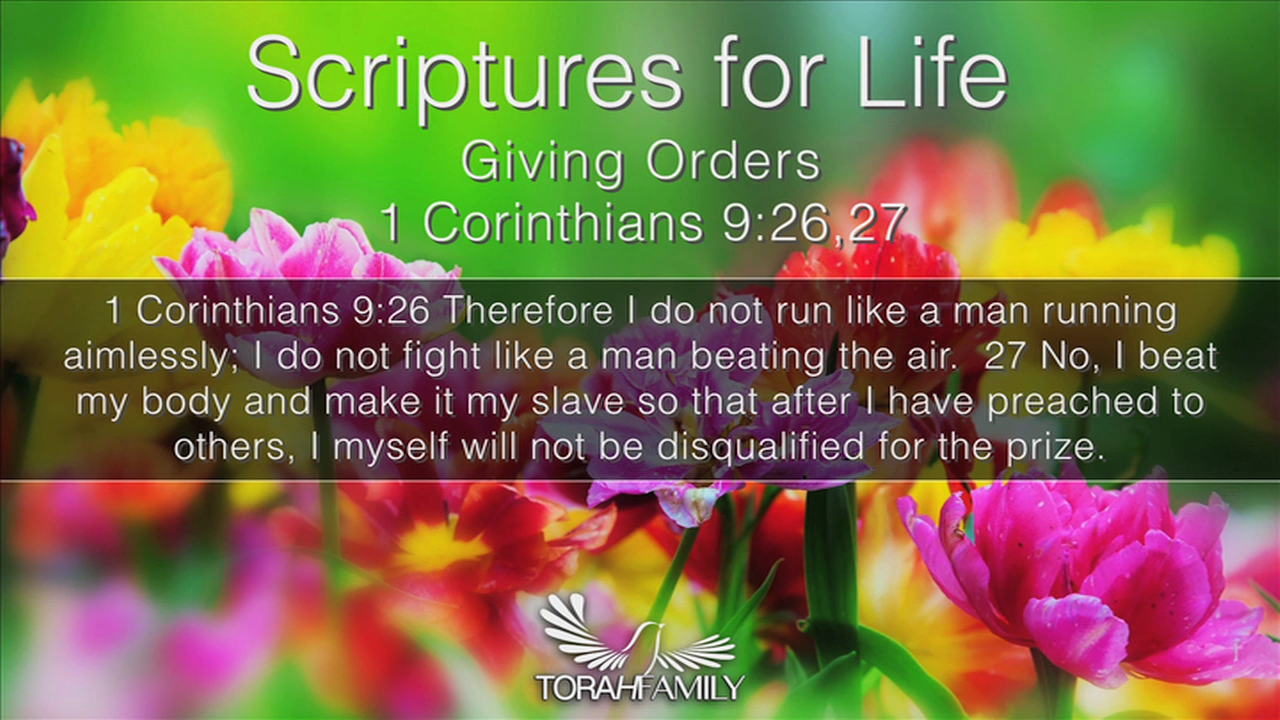 Scriptures for Life
Giving Orders
1 Corinthians 9:26,27
1 Corinthians 9:26 Therefore I do not run like a man running
aimlessly; I do not fight like a man beating the air.  27 No, I beat
my body and make it my slave so that after I have preached to
others, I myself will not be disqualified for the prize.
TORAHFAMILY